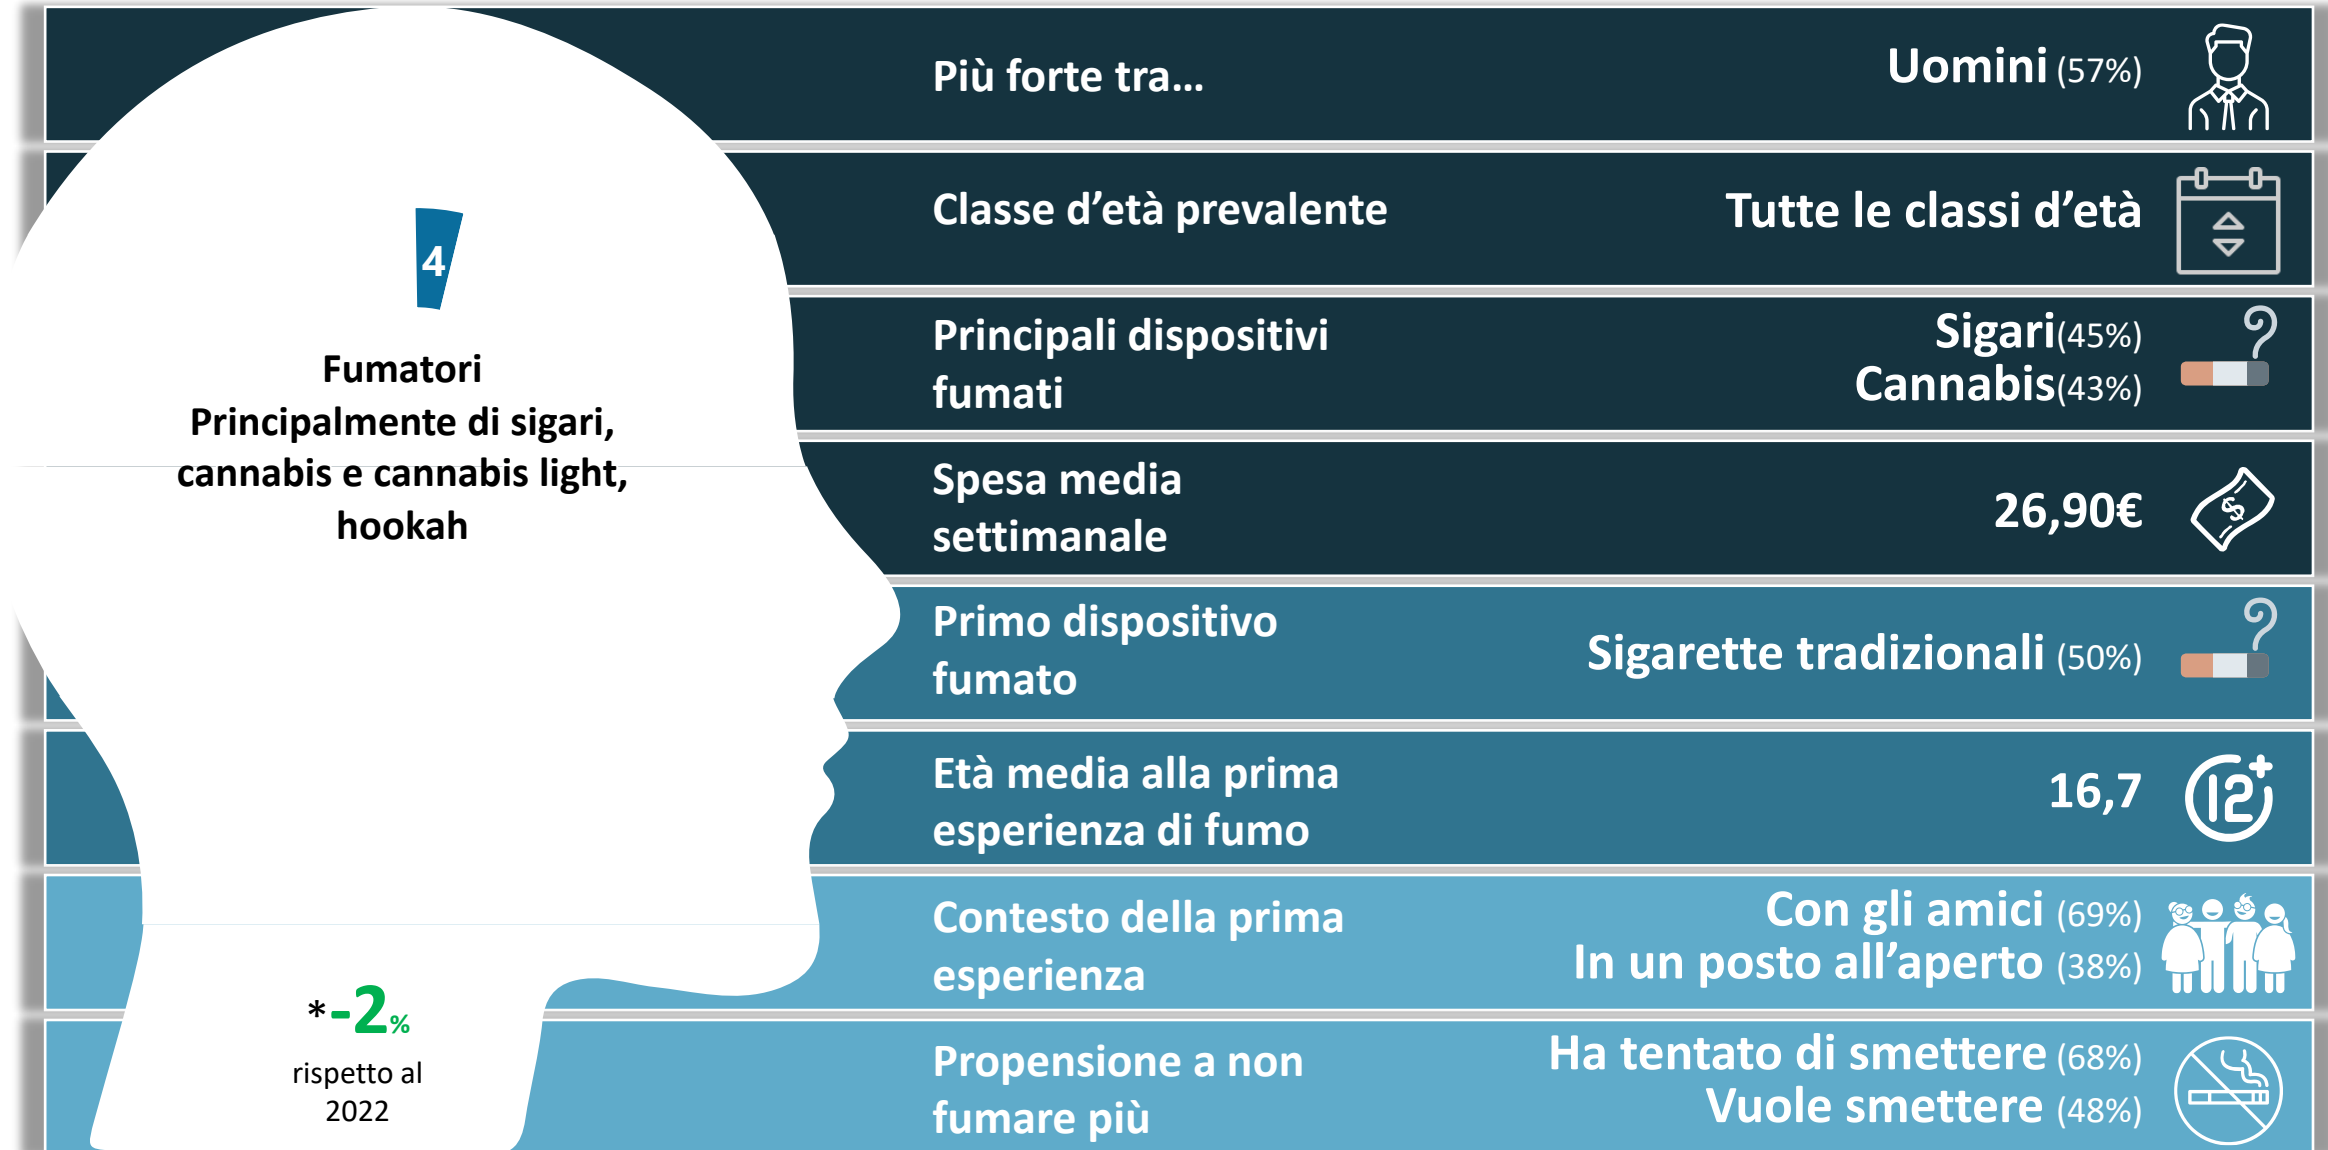 4
Fumatori
Principalmente di sigari,
cannabis e cannabis light,
hookah
*-2%
rispetto al
2022
Più forte tra...
Uomini (57%)
Classe d’età prevalente
Tutte le classi d’età
Principali dispositivi
fumati
Sigari(45%)
Cannabis(43%)
Spesa media
settimanale
26,90€
$
Primo dispositivo
fumato
Sigarette tradizionali (50%)
Età media alla prima
esperienza di fumo
16,7
12+
Contesto della prima
esperienza
Con gli amici (69%)
In un posto all’aperto (38%)
Propensione a non
fumare più
Ha tentato di smettere (68%)
Vuole smettere (48%)